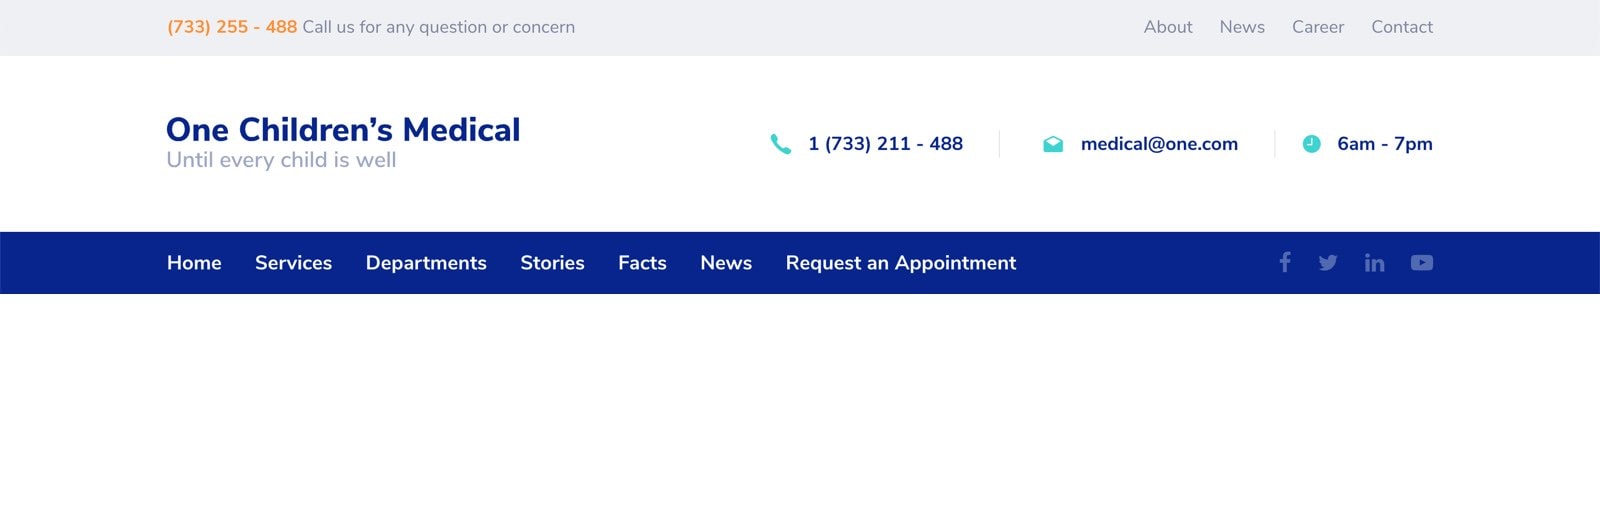 (733) 255 - 488 Call us for any question or concern
About News Career Contact
One Children’s Medical
Until every child is well
1 (733) 211 - 488
medical@one.com
6am - 7pm
Home Services Departments Stories Facts News Request an Appointment